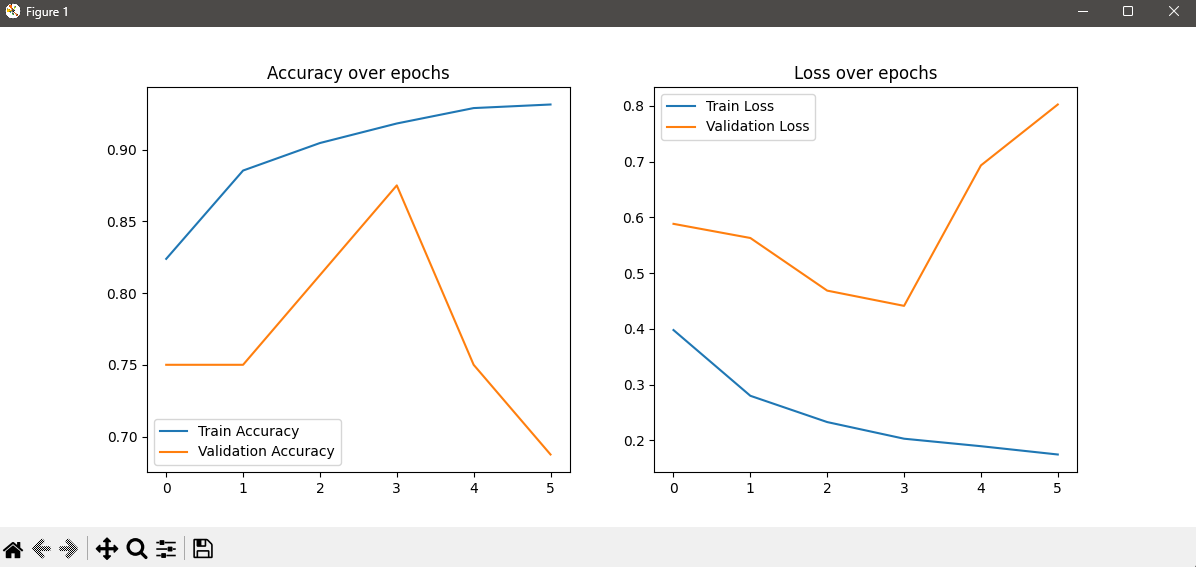 Figure 1
Accuracy over epochs
0.90
0.85
0.80
0.75
0.70
Train Accuracy
Validation Accuracy
0 1 2 3 4 5
Loss over epochs
0.8
0.7
0.6
0.5
0.4
0.3
0.2
Train Loss
Validation Loss
0 1 2 3 4 5